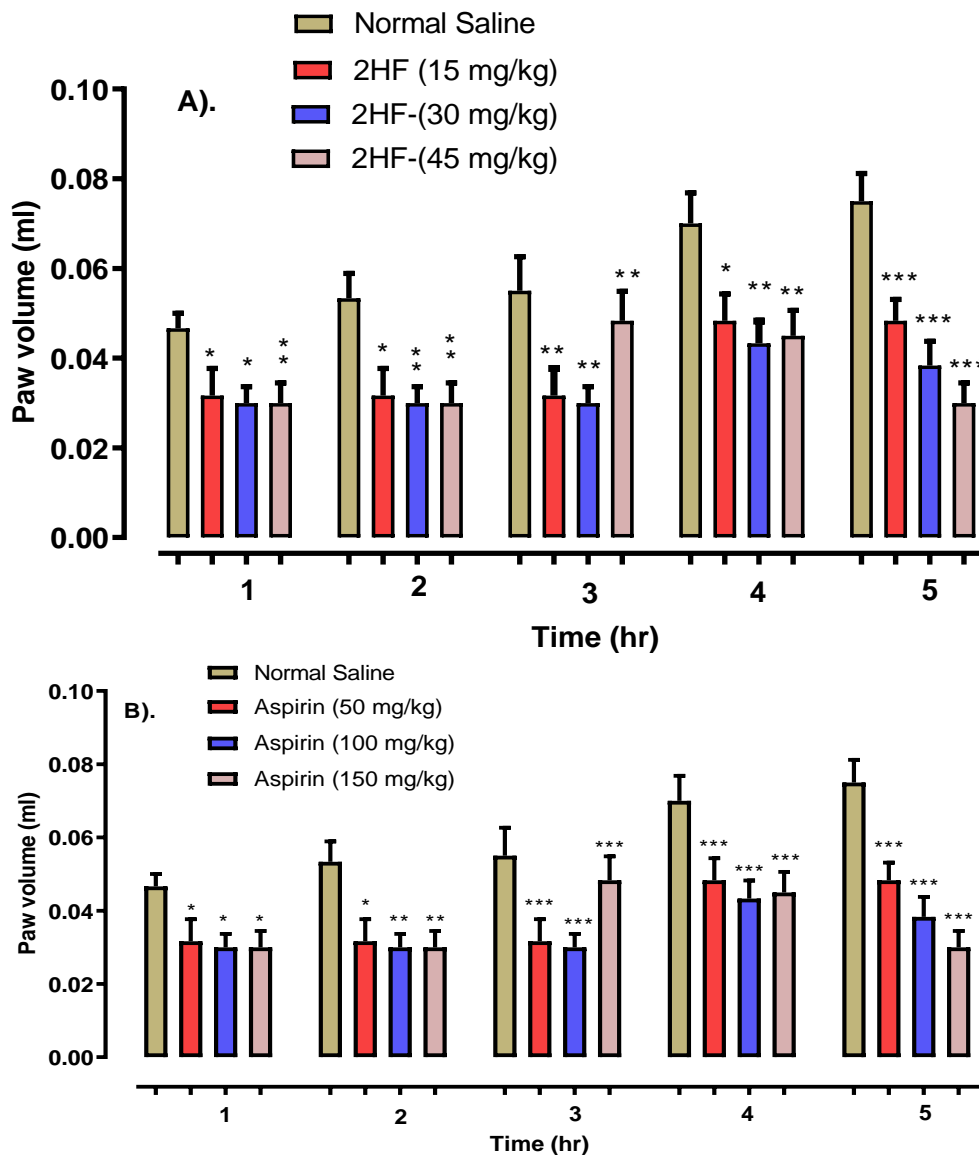 Normal Saline
2HF (15 mg/kg)
2HF-(30 mg/kg)
2HF-(45 mg/kg)
A).
Paw volume (ml)
0.10
0.08
0.06
0.04
0.02
0.00
* * **
* ** **
** ** **
* ** **
*** *** ***
1 2 3 4 5
Time (hr)
Normal Saline
Aspirin (50 mg/kg)
Aspirin (100 mg/kg)
Aspirin (150 mg/kg)
B).
Paw volume (ml)
0.10
0.08
0.06
0.04
0.02
0.00
* * *
* ** **
*** *** ***
*** *** ***
*** *** ***
1 2 3 4 5
Time (hr)